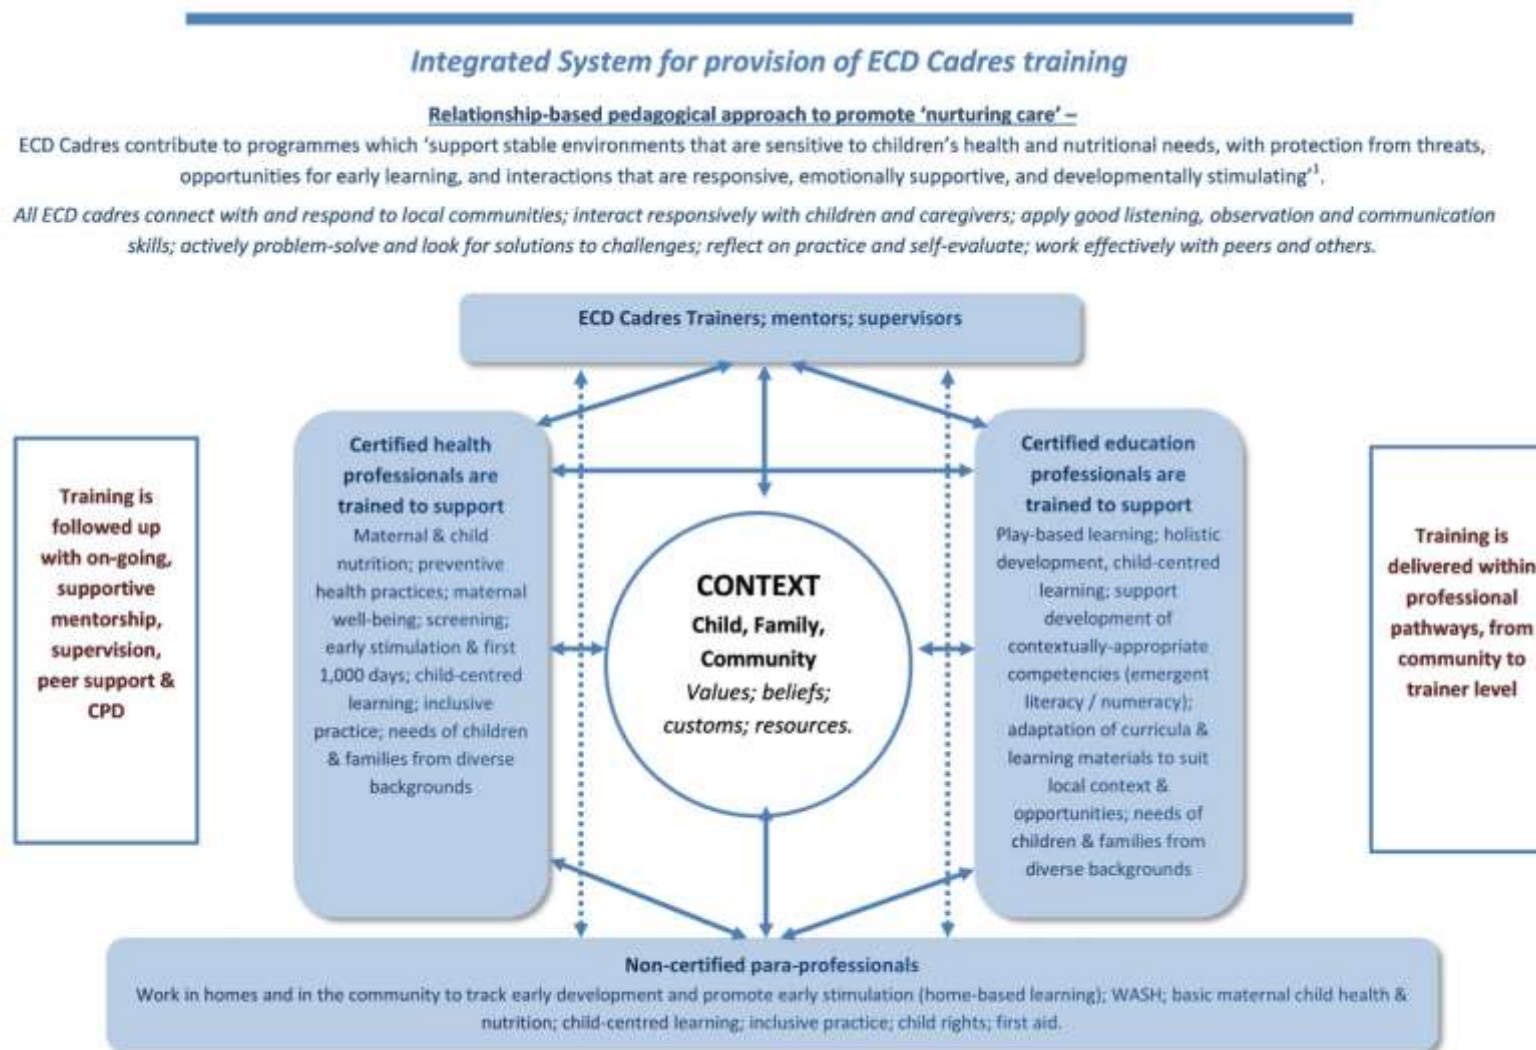 Integrated System for provision of ECD Cadres training
Relationship-based pedagogical approach to promote ‘nurturing care’ –
ECD Cadres contribute to programmes which ‘support stable environments that are sensitive to children’s health and nutritional needs, with protection from threats,
opportunities for early learning, and interactions that are responsive, emotionally supportive, and developmentally stimulating’¹.
All ECD cadres connect with and respond to local communities; interact responsively with children and caregivers; apply good listening, observation and communication
skills; actively problem-solve and look for solutions to challenges; reflect on practice and self-evaluate; work effectively with peers and others.
ECD Cadres Trainers; mentors; supervisors
Training is
followed up
with on-going,
supportive
mentorship,
supervision,
peer support &
CPD
Certified health
professionals are
trained to support
Maternal & child
nutrition; preventive
health practices; maternal
well-being; screening;
early stimulation & first
1,000 days; child-centred
learning; inclusive
practice; needs of children
& families from diverse
backgrounds
CONTEXT
Child, Family,
Community
Values; beliefs;
customs; resources.
Certified education
professionals are
trained to support
Play-based learning; holistic
development, child-centred
learning; support
development of
contextually-appropriate
competencies (emergent
literacy / numeracy);
adaptation of curricula &
learning materials to suit
local context &
opportunities; needs of
children & families from
diverse backgrounds
Training is
delivered within
professional
pathways, from
community to
trainer level
Non-certified para-professionals
Work in homes and in the community to track early development and promote early stimulation (home-based learning); WASH; basic maternal child health &
nutrition; child-centred learning; inclusive practice; child rights; first aid.